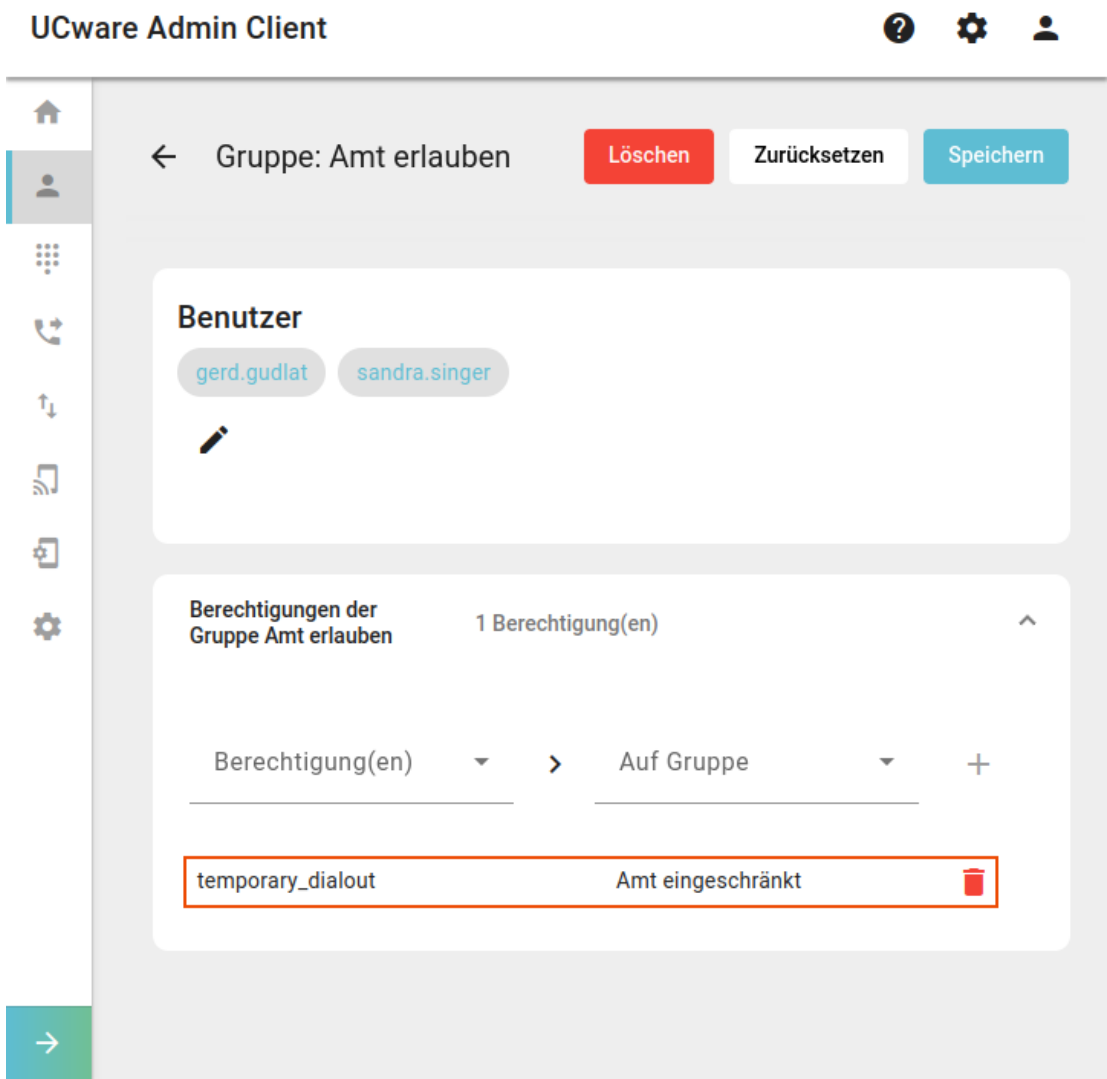 UCware Admin Client
Gruppe: Amt erlauben
Löschen
Zurücksetzen
Speichern
Benutzer
gerd.gudlat
sandra.singer
Berechtigungen der
Gruppe Amt erlauben
1 Berechtigung(en)
Berechtigung(en)
Auf Gruppe
temporary_dialout
Amt eingeschränkt